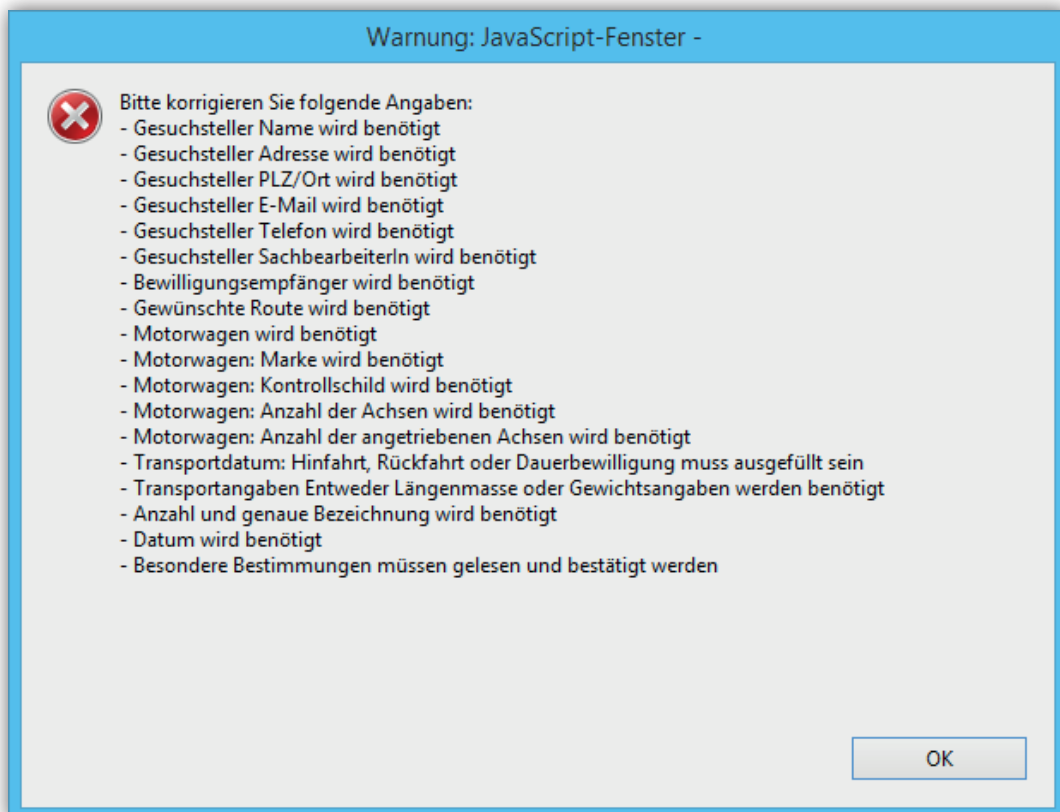 Warnung: JavaScript-Fenster -
Bitte korrigieren Sie folgende Angaben:
- Gesuchsteller Name wird benötigt
- Gesuchsteller Adresse wird benötigt
- Gesuchsteller PLZ/Ort wird benötigt
- Gesuchsteller E-Mail wird benötigt
- Gesuchsteller Telefon wird benötigt
- Gesuchsteller SachbearbeiterIn wird benötigt
- Bewilligungsempfänger wird benötigt
- Gewünschte Route wird benötigt
- Motorwagen wird benötigt
- Motorwagen: Marke wird benötigt
- Motorwagen: Kontrollschild wird benötigt
- Motorwagen: Anzahl der Achsen wird benötigt
- Motorwagen: Anzahl der angetriebenen Achsen wird benötigt
- Transportdatum: Hinfahrt, Rückfahrt oder Dauerbewilligung muss ausgefüllt sein
- Transportangaben Entweder Längenmasse oder Gewichtsangaben werden benötigt
- Anzahl und genaue Bezeichnung wird benötigt
- Datum wird benötigt
- Besondere Bestimmungen müssen gelesen und bestätigt werden
OK